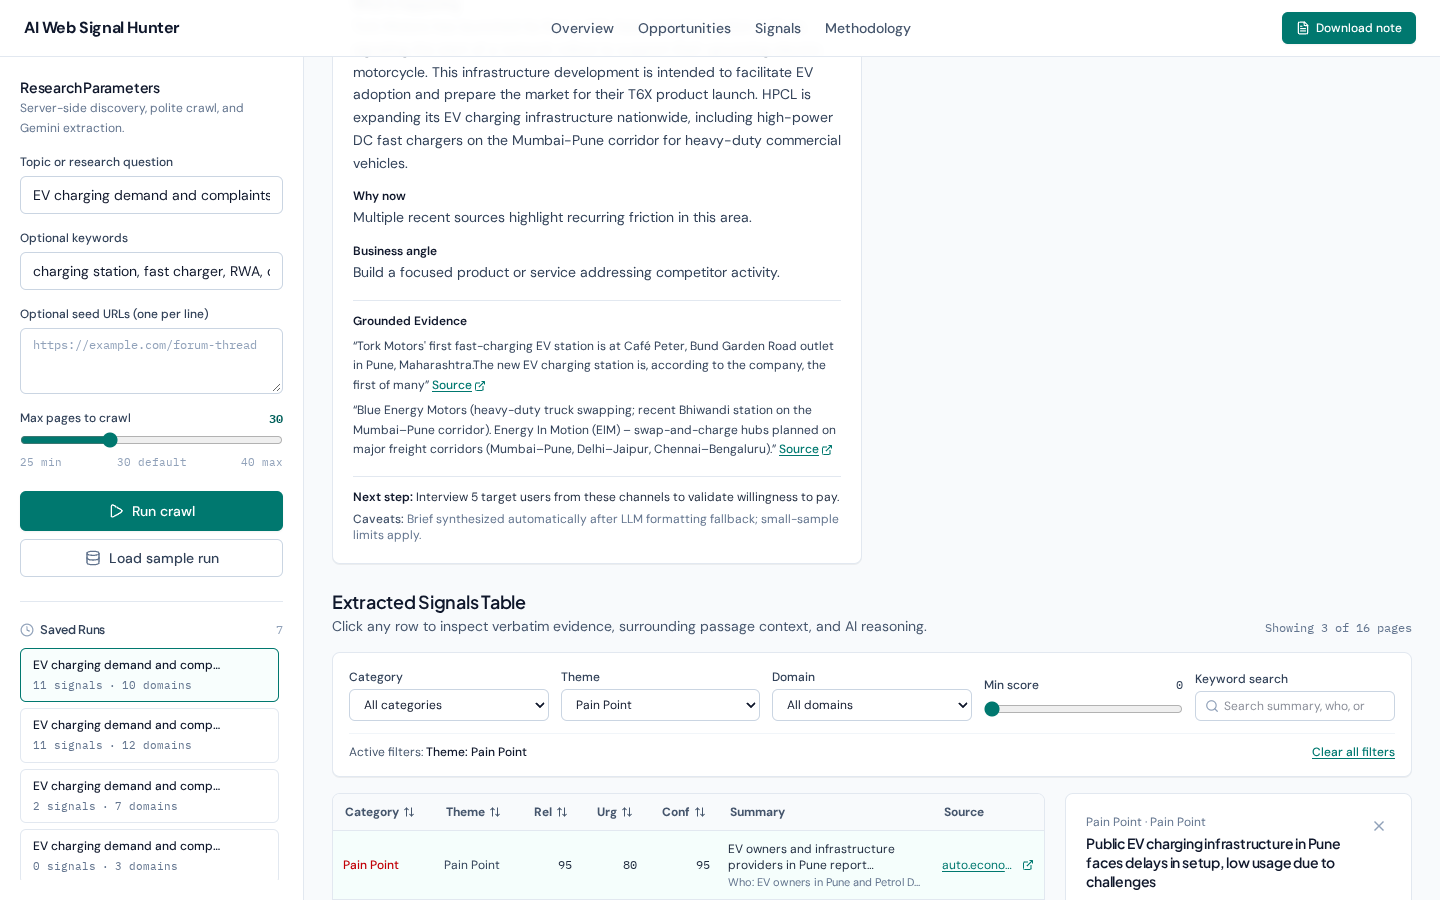 AI Web Signal Hunter
Overview
Opportunities
Signals
Methodology
Download note
Research Parameters
Server-side discovery, polite crawl, and
Gemini extraction.
Topic or research question
EV charging demand and complaints
Optional keywords
charging station, fast charger, RWA, c
Optional seed URLs (one per line)
https://example.com/forum-thread
Max pages to crawl
30
25 min
30 default
40 max
Run crawl
Load sample run
Saved Runs
7
EV charging demand and comp…
11 signals · 10 domains
EV charging demand and comp…
11 signals · 12 domains
EV charging demand and comp…
2 signals · 7 domains
EV charging demand and comp…
0 signals · 3 domains
motorcycle. This infrastructure development is intended to facilitate EV
adoption and prepare the market for their T6X product launch. HPCL is
expanding its EV charging infrastructure nationwide, including high-power
DC fast chargers on the Mumbai-Pune corridor for heavy-duty commercial
vehicles.
Why now
Multiple recent sources highlight recurring friction in this area.
Business angle
Build a focused product or service addressing competitor activity.
Grounded Evidence
“Tork Motors' first fast-charging EV station is at Café Peter, Bund Garden Road outlet
in Pune, Maharashtra.The new EV charging station is, according to the company, the
first of many” Source
“Blue Energy Motors (heavy-duty truck swapping; recent Bhiwandi station on the
Mumbai–Pune corridor). Energy In Motion (EIM) – swap-and-charge hubs planned on
major freight corridors (Mumbai–Pune, Delhi–Jaipur, Chennai–Bengaluru).” Source
Next step: Interview 5 target users from these channels to validate willingness to pay.
Caveats: Brief synthesized automatically after LLM formatting fallback; small-sample
limits apply.
Extracted Signals Table
Click any row to inspect verbatim evidence, surrounding passage context, and AI reasoning.
Showing 3 of 16 pages
Category
All categories
Theme
Pain Point
Domain
All domains
Min score
0
Keyword search
Search summary, who, or
Active filters: Theme: Pain Point
Clear all filters
Category
Theme
Rel
Urg
Conf
Summary
Source
Pain Point
Pain Point
95
80
95
EV owners and infrastructure
providers in Pune report…
Who: EV owners in Pune and Petrol D…
auto.econo…
Pain Point · Pain Point
Public EV charging infrastructure in Pune
faces delays in setup, low usage due to
challenges